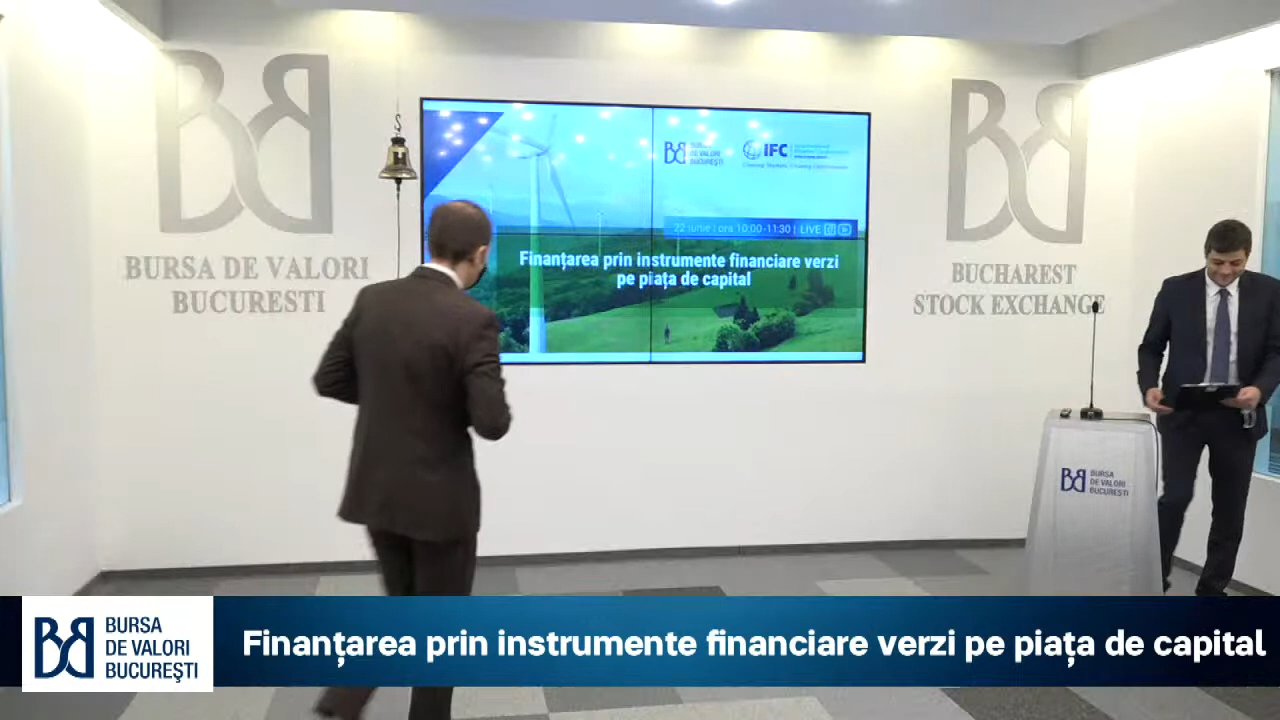 BURSA DE VALORI
BUCURESTI
BURSA
DE VALORI
BUCUREȘTI
IFC
22 iunie | ora 10:00-11:30 | LIVE
Finanțarea prin instrumente financiare verzi
pe piața de capital
BUCHAREST
STOCK EXCHANGE
BURSA
DE VALORI
BUCUREȘTI
BURSA
DE VALORI
BUCUREŞTI
Finanțarea prin instrumente financiare verzi pe piața de capital